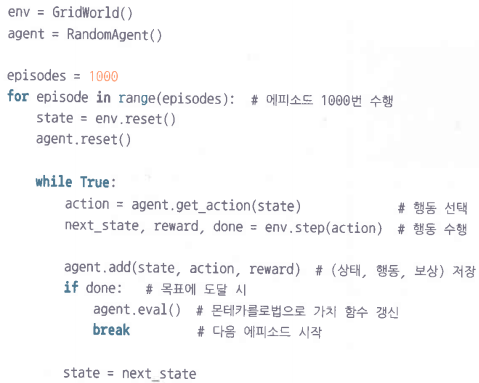 env = GridWorld()
agent = RandomAgent()

episodes = 1000
for episode in range(episodes):  # 에피소드 1000번 수행
    state = env.reset()
    agent.reset()

    while True:
        action = agent.get_action(state)             # 행동 선택
        next_state, reward, done = env.step(action)  # 행동 수행

        agent.add(state, action, reward)  # (상태, 행동, 보상) 저장
        if done:   # 목표에 도달 시
            agent.eval()  # 몬테카를로법으로 가치 함수 갱신
            break         # 다음 에피소드 시작

        state = next_state